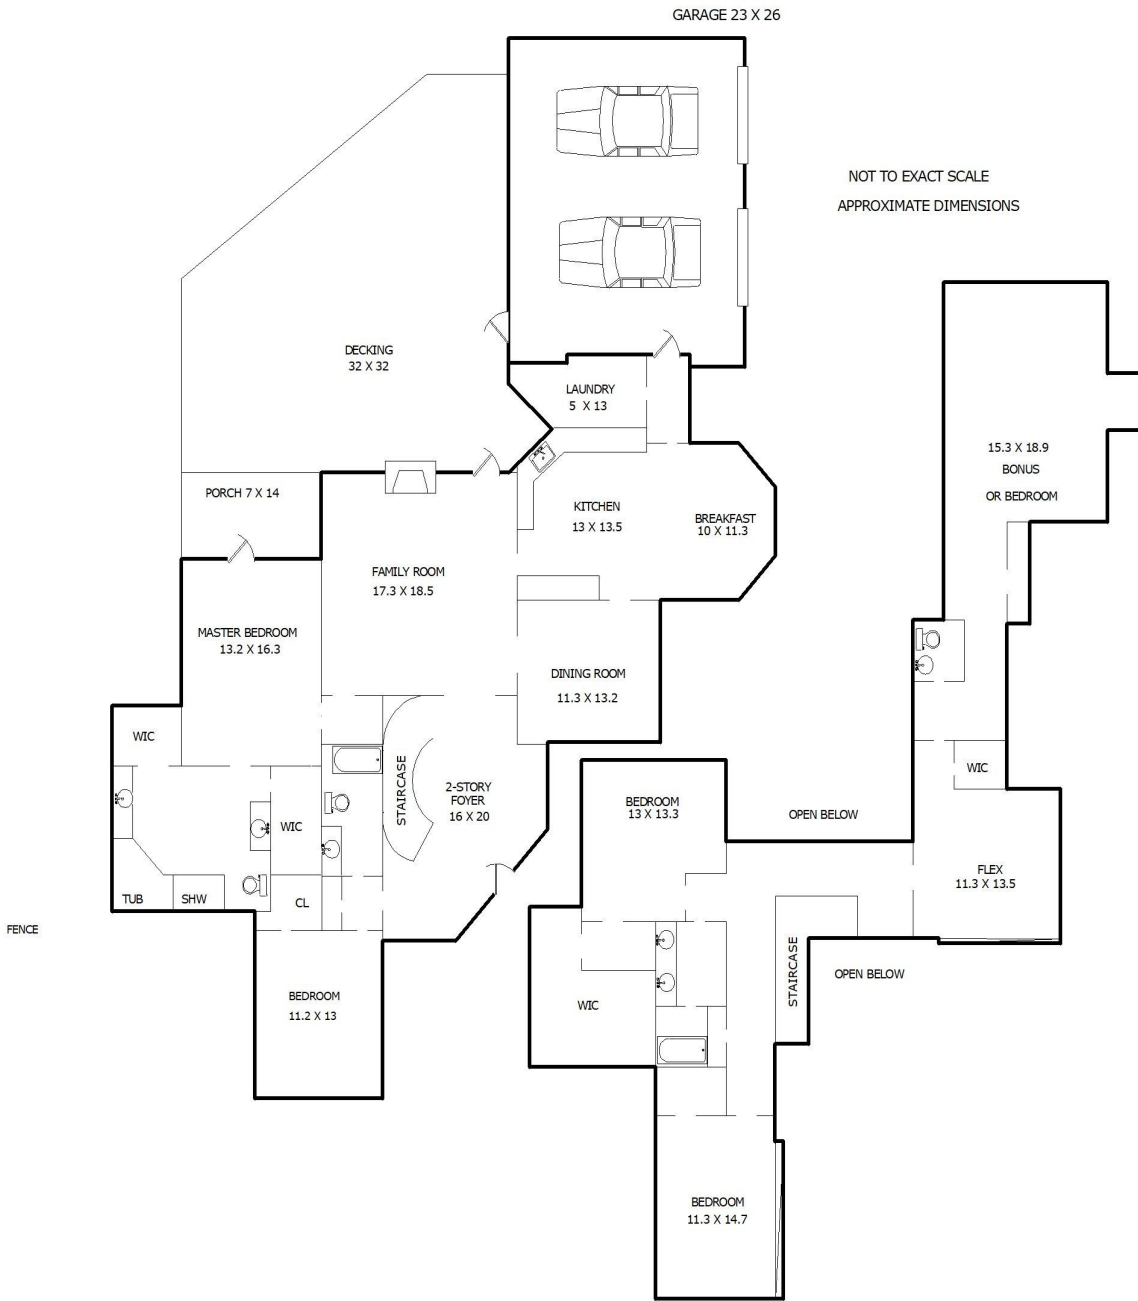 GARAGE 23 X 26
NOT TO EXACT SCALE
APPROXIMATE DIMENSIONS
DECKING
32 X 32
LAUNDRY
5 X 13
15.3 X 18.9
BONUS
OR BEDROOM
PORCH 7 X 14
KITCHEN
13 X 13.5
BREAKFAST
10 X 11.3
FAMILY ROOM
17.3 X 18.5
MASTER BEDROOM
13.2 X 16.3
DINING ROOM
11.3 X 13.2
WIC
STAIRCASE
2-STORY
FOYER
16 X 20
WIC
TUB
SHW
CL
BEDROOM
11.2 X 13
FENCE
BEDROOM
13 X 13.3
OPEN BELOW
WIC
FLEX
11.3 X 13.5
STAIRCASE
OPEN BELOW
WIC
BEDROOM
11.3 X 14.7